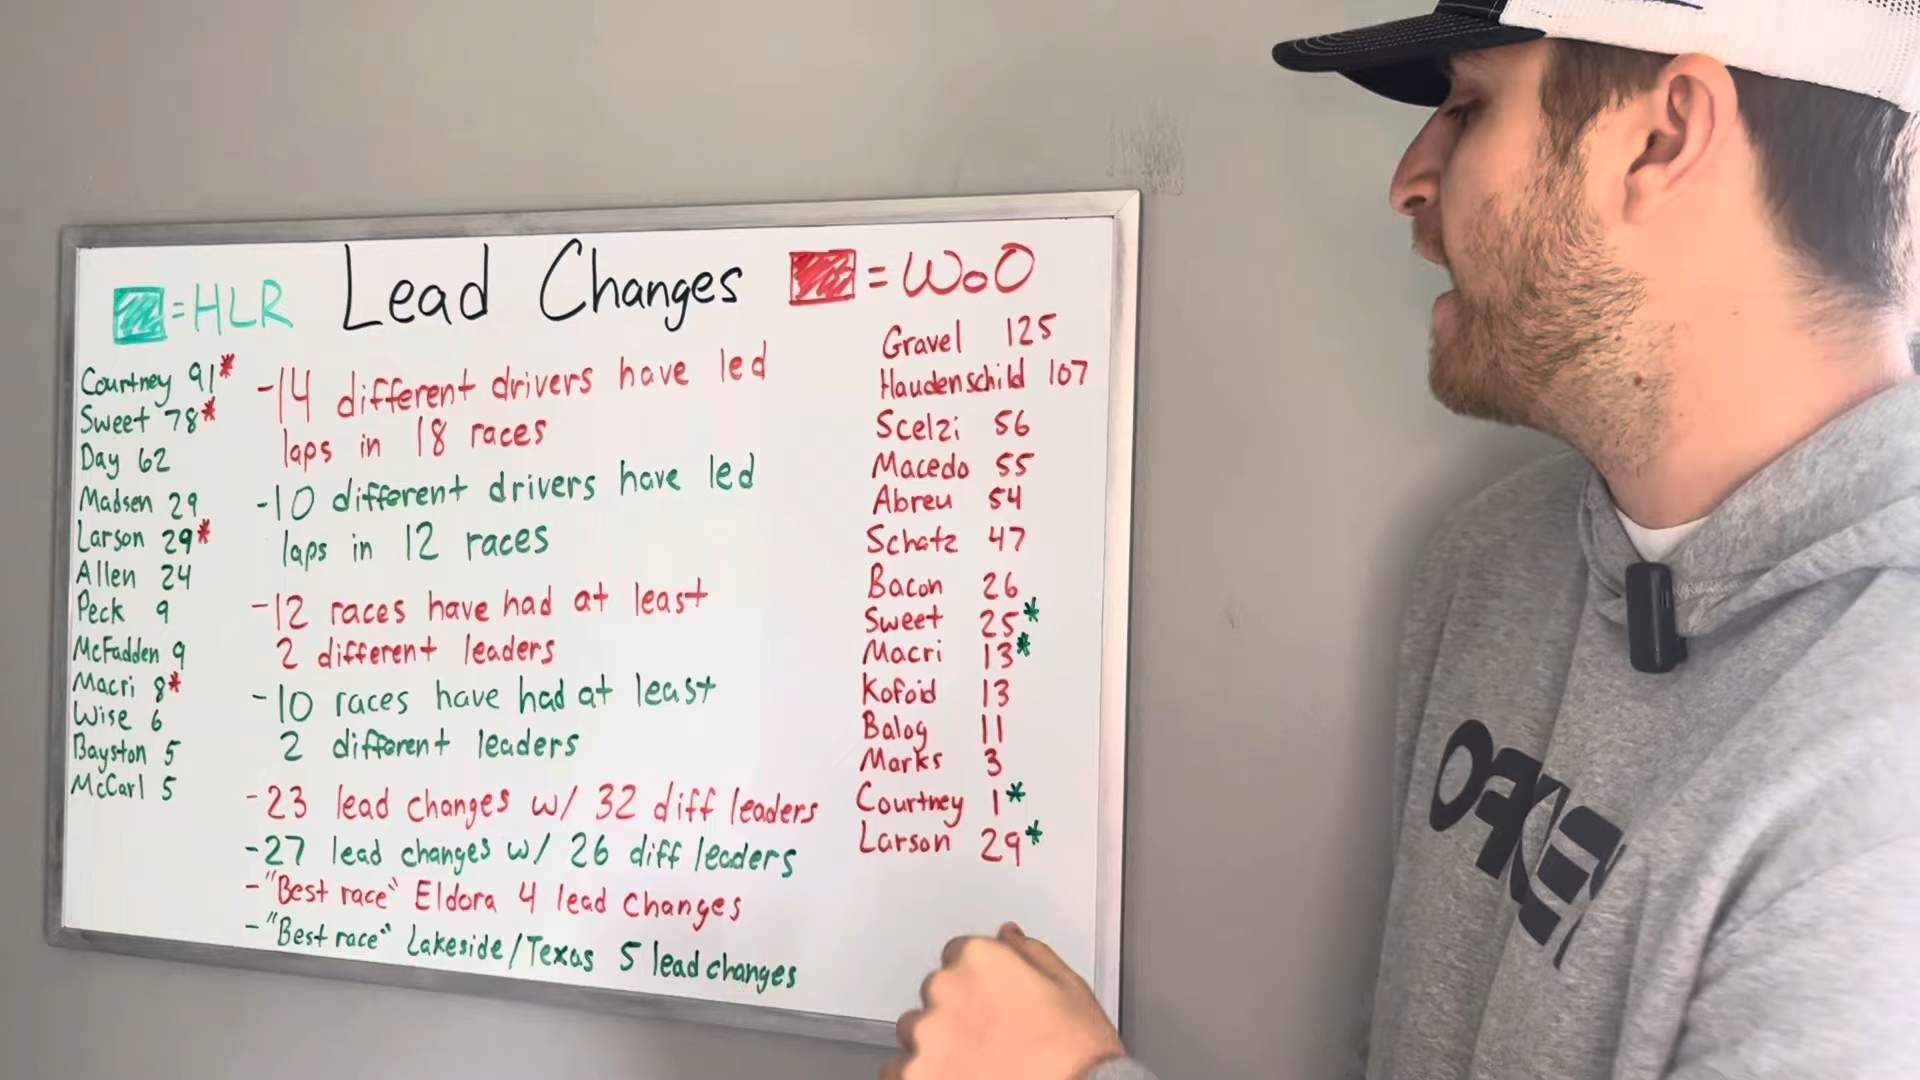 = HLR
Lead Changes
= WoO
Courtney 91*
Sweet 78*
Day 62
Madsen 29
Larson 29*
Allen 24
Peck 9
McFadden 9
Macri 8*
Wise 6
Bayston 5
McCarl 5
-14 different drivers have led
laps in 18 races
-10 different drivers have led
laps in 12 races
-12 races have had at least
2 different leaders
-10 races have had at least
2 different leaders
-23 lead changes w/ 32 diff leaders
-27 lead changes w/ 26 diff leaders
-"Best race" Eldora 4 lead changes
-"Best race" Lakeside/Texas 5 lead changes
Gravel 125
Haudenschild 107
Scelzi 56
Macedo 55
Abreu 54
Schatz 47
Bacon 26
Sweet 25*
Macri 13*
Kofoid 13
Balog 11
Marks 3
Courtney 1*
Larson 29*
OAKLEY